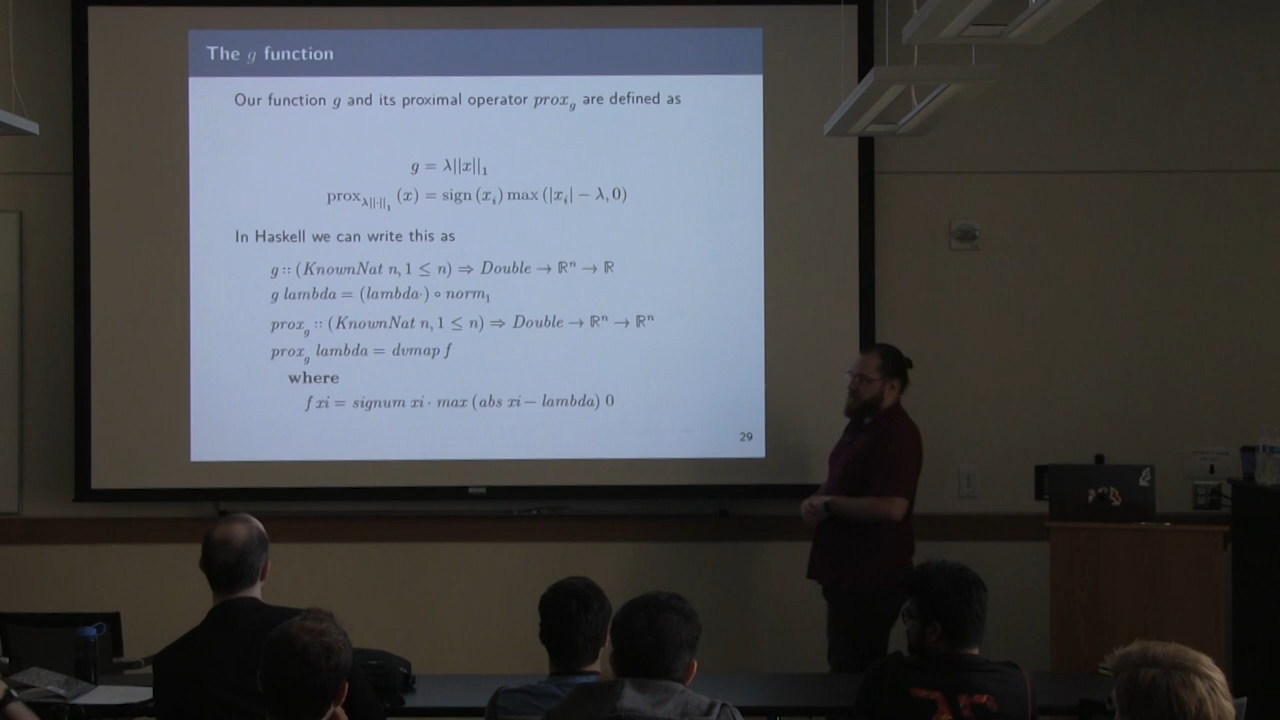 The g function
Our function g and its proximal operator prox_g are defined as
g = λ||x||₁
prox_λ||·||₁ (x) = sign (xᵢ) max (|xᵢ| − λ, 0)
In Haskell we can write this as
g :: (KnownNat n, 1 ≤ n) ⇒ Double → ℝⁿ → ℝ
g lambda = (lambda·) ∘ norm₁
prox_g :: (KnownNat n, 1 ≤ n) ⇒ Double → ℝⁿ → ℝⁿ
prox_g lambda = dvmap f
where
f xi = signum xi · max (abs xi − lambda) 0
29